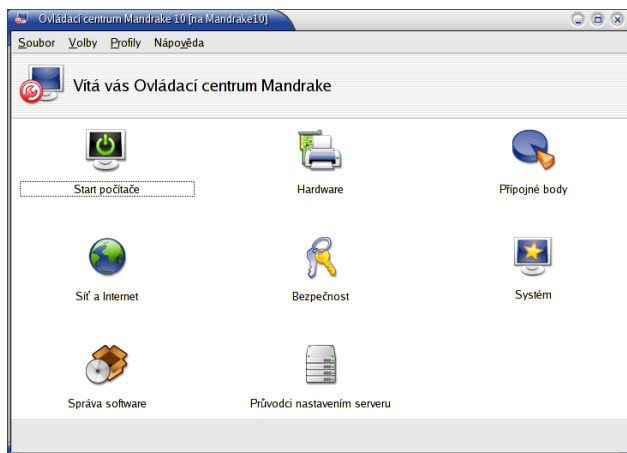 Ovládací centrum Mandrake 10 [na Mandrake10]
Soubor Volby Profily Nápověda
Vítá vás Ovládací centrum Mandrake
Start počítače Hardware Přípojné body
Síť a Internet Bezpečnost Systém
Správa software Průvodci nastavením serveru